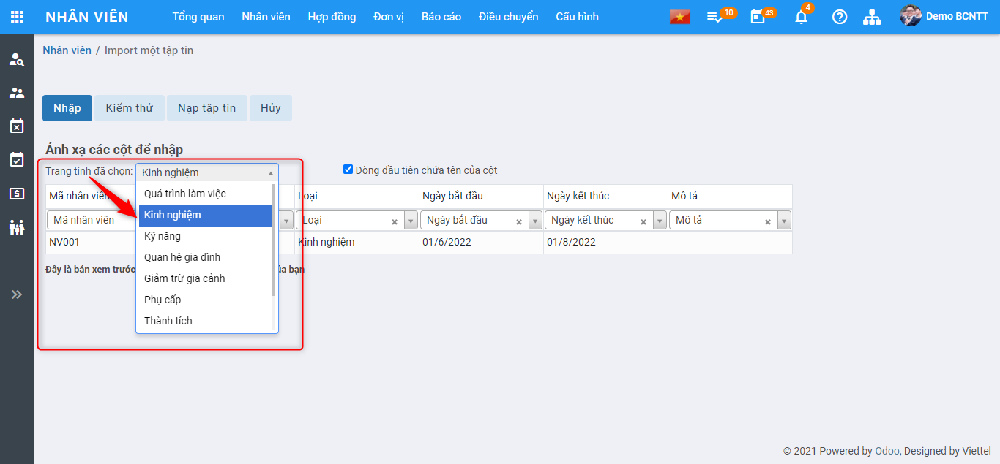 NHÂN VIÊN Tổng quan Nhân viên Hợp đồng Đơn vị Báo cáo Điều chuyển Cấu hình 10 43 4 Demo BCNTT
Nhân viên / Import một tập tin
Nhập Kiểm thử Nạp tập tin Hủy
Ánh xạ các cột để nhập
Trang tính đã chọn: Kinh nghiệm Dòng đầu tiên chứa tên của cột
Mã nhân viên Loại Ngày bắt đầu Ngày kết thúc Mô tả
Mã nhân viên Loại Ngày bắt đầu Ngày kết thúc Mô tả
NV001 Kinh nghiệm 01/6/2022 01/8/2022
Đây là bản xem trước của bạn
Quá trình làm việc
Kinh nghiệm
Kỹ năng
Quan hệ gia đình
Giảm trừ gia cảnh
Phụ cấp
Thành tích
© 2021 Powered by Odoo, Designed by Viettel